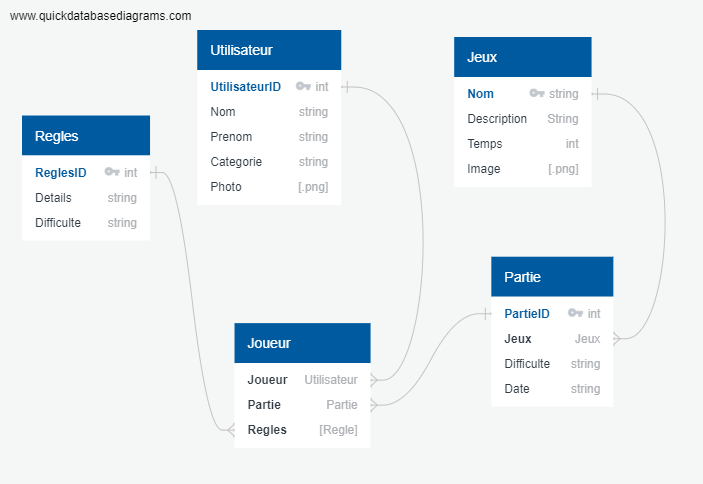 www.quickdatabasediagrams.com
Utilisateur
UtilisateurID int
Nom string
Prenom string
Categorie string
Photo [.png]
Jeux
Nom string
Description String
Temps int
Image [.png]
Regles
ReglesID int
Details string
Difficulte string
Partie
PartieID int
Jeux Jeux
Difficulte string
Date string
Joueur
Joueur Utilisateur
Partie Partie
Regles [Regle]